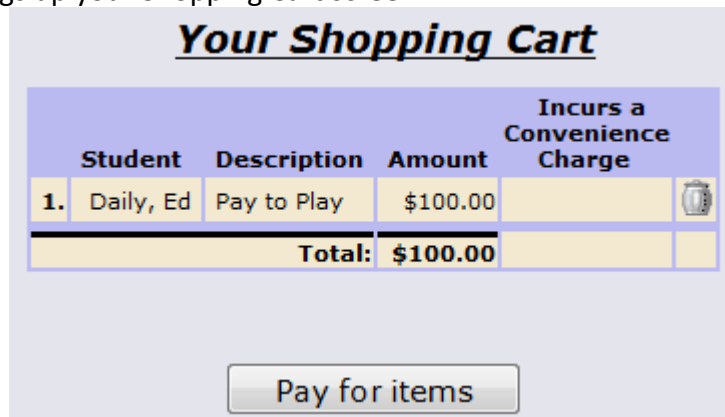 Your Shopping Cart
Incurs a
Convenience
Student Description Amount Charge
1. Daily, Ed Pay to Play $100.00
Total: $100.00
Pay for items